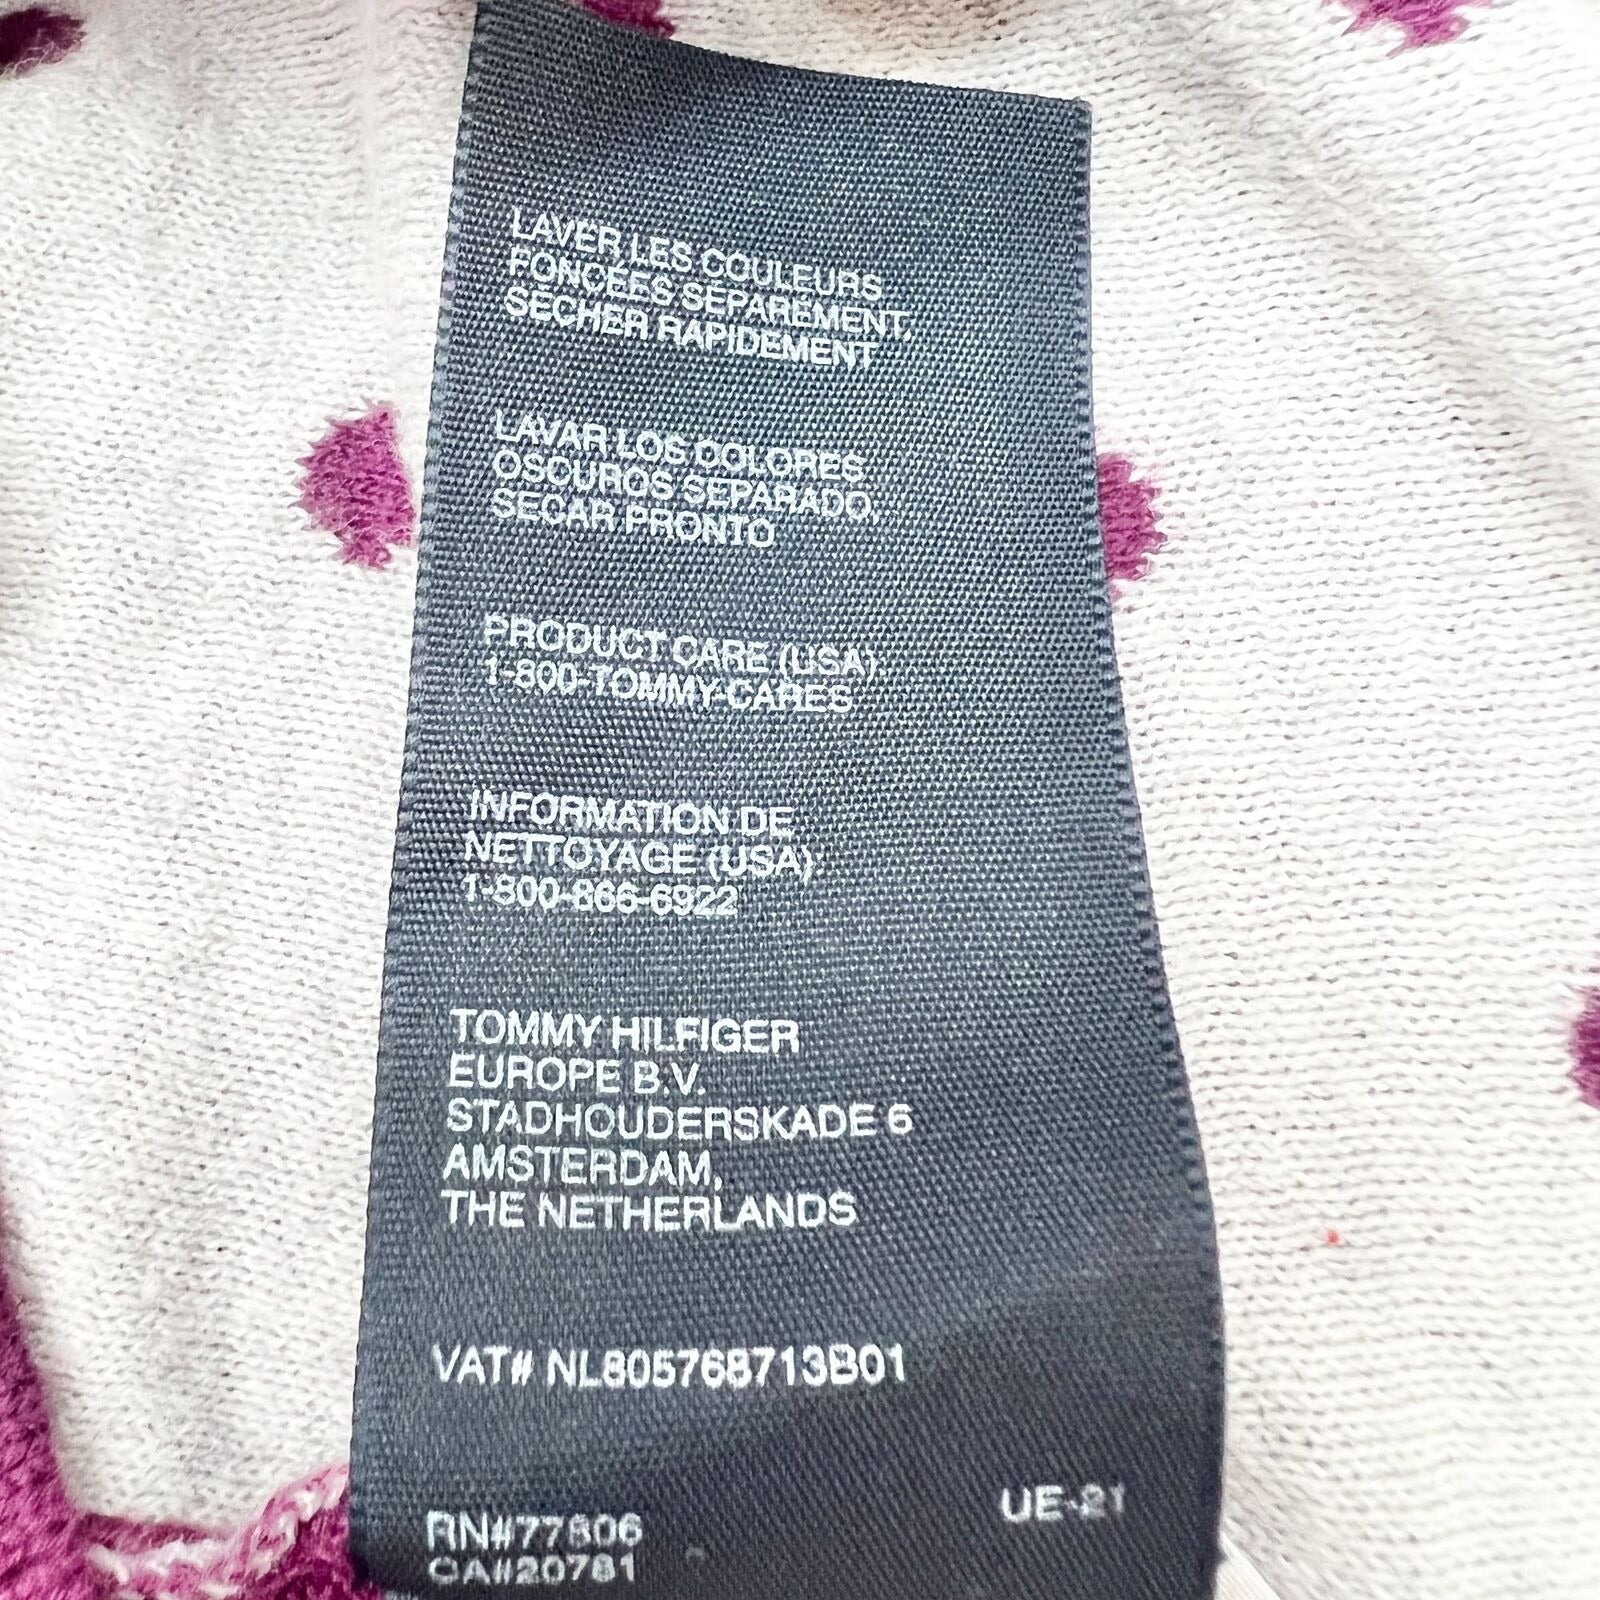 LAVER LES COULEURS
FONCÉES SÉPARÉMENT,
SÉCHER RAPIDEMENT
LAVAR LOS COLORES
OSCUROS SEPARADO,
SECAR PRONTO
PRODUCT CARE (USA)
1-800-TOMMY-CARES
INFORMATION DE
NETTOYAGE (USA)
1-800-866-6922
TOMMY HILFIGER
EUROPE B.V.
STADHOUDERSKADE 6
AMSTERDAM,
THE NETHERLANDS
VAT# NL805768713B01
UE-21
RN#77806
CA#20781